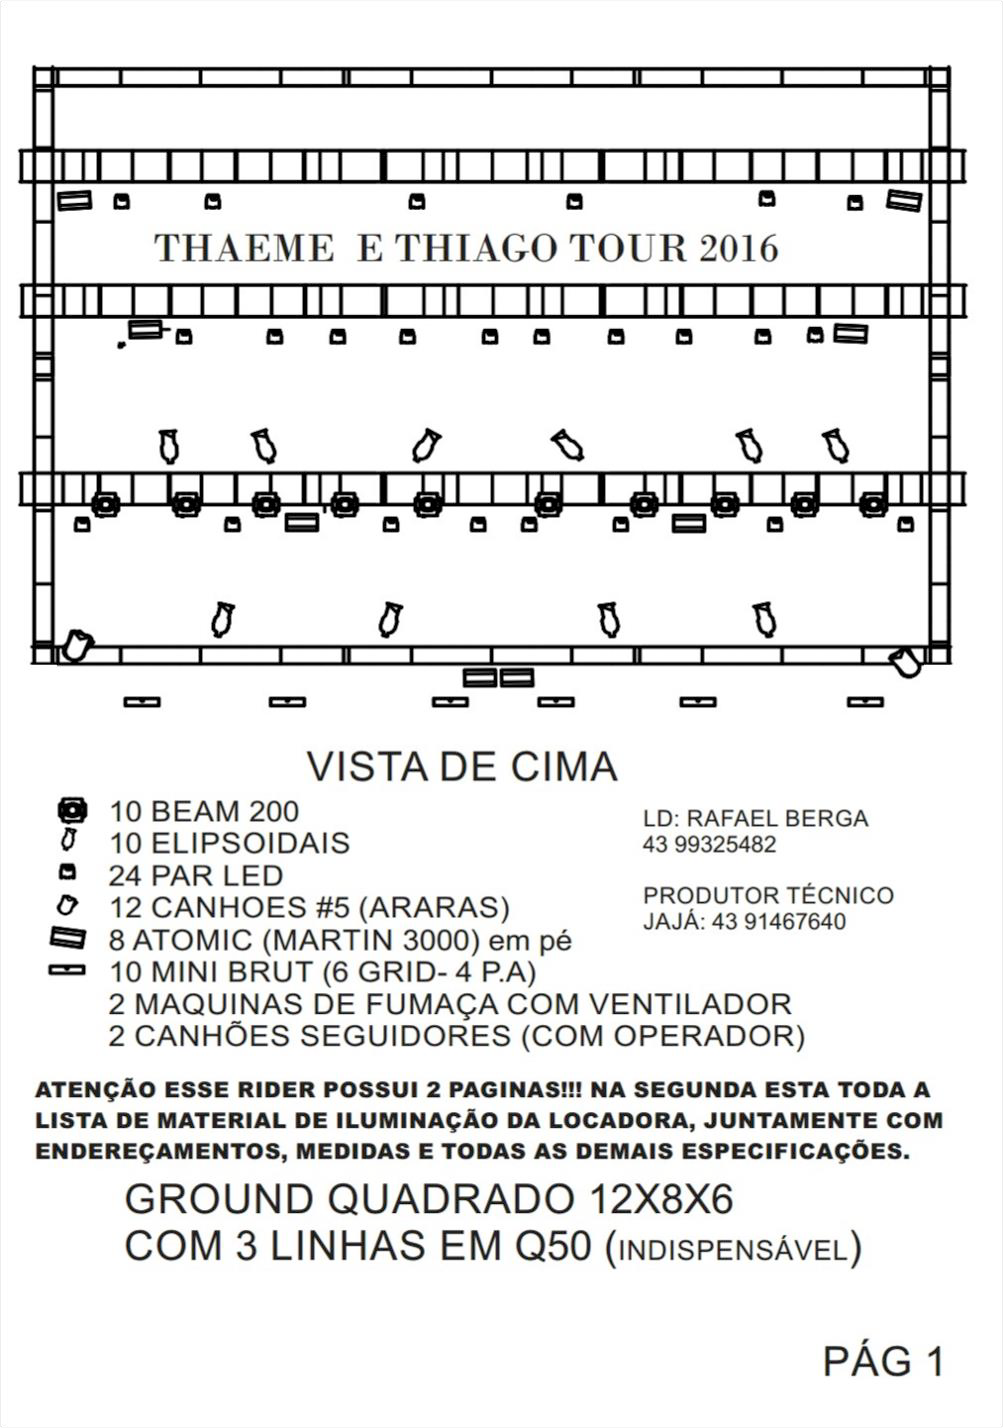 THAEME E THIAGO TOUR 2016
VISTA DE CIMA
10 BEAM 200
10 ELIPSOIDAIS
24 PAR LED
12 CANHOES #5 (ARARAS)
8 ATOMIC (MARTIN 3000) em pé
10 MINI BRUT (6 GRID- 4 P.A)
2 MAQUINAS DE FUMAÇA COM VENTILADOR
2 CANHÕES SEGUIDORES (COM OPERADOR)
LD: RAFAEL BERGA
43 99325482
PRODUTOR TÉCNICO
JAJÁ: 43 91467640
ATENÇÃO ESSE RIDER POSSUI 2 PAGINAS!!! NA SEGUNDA ESTA TODA A
LISTA DE MATERIAL DE ILUMINAÇÃO DA LOCADORA, JUNTAMENTE COM
ENDEREÇAMENTOS, MEDIDAS E TODAS AS DEMAIS ESPECIFICAÇÕES.
GROUND QUADRADO 12X8X6
COM 3 LINHAS EM Q50 (INDISPENSÁVEL)
PÁG 1